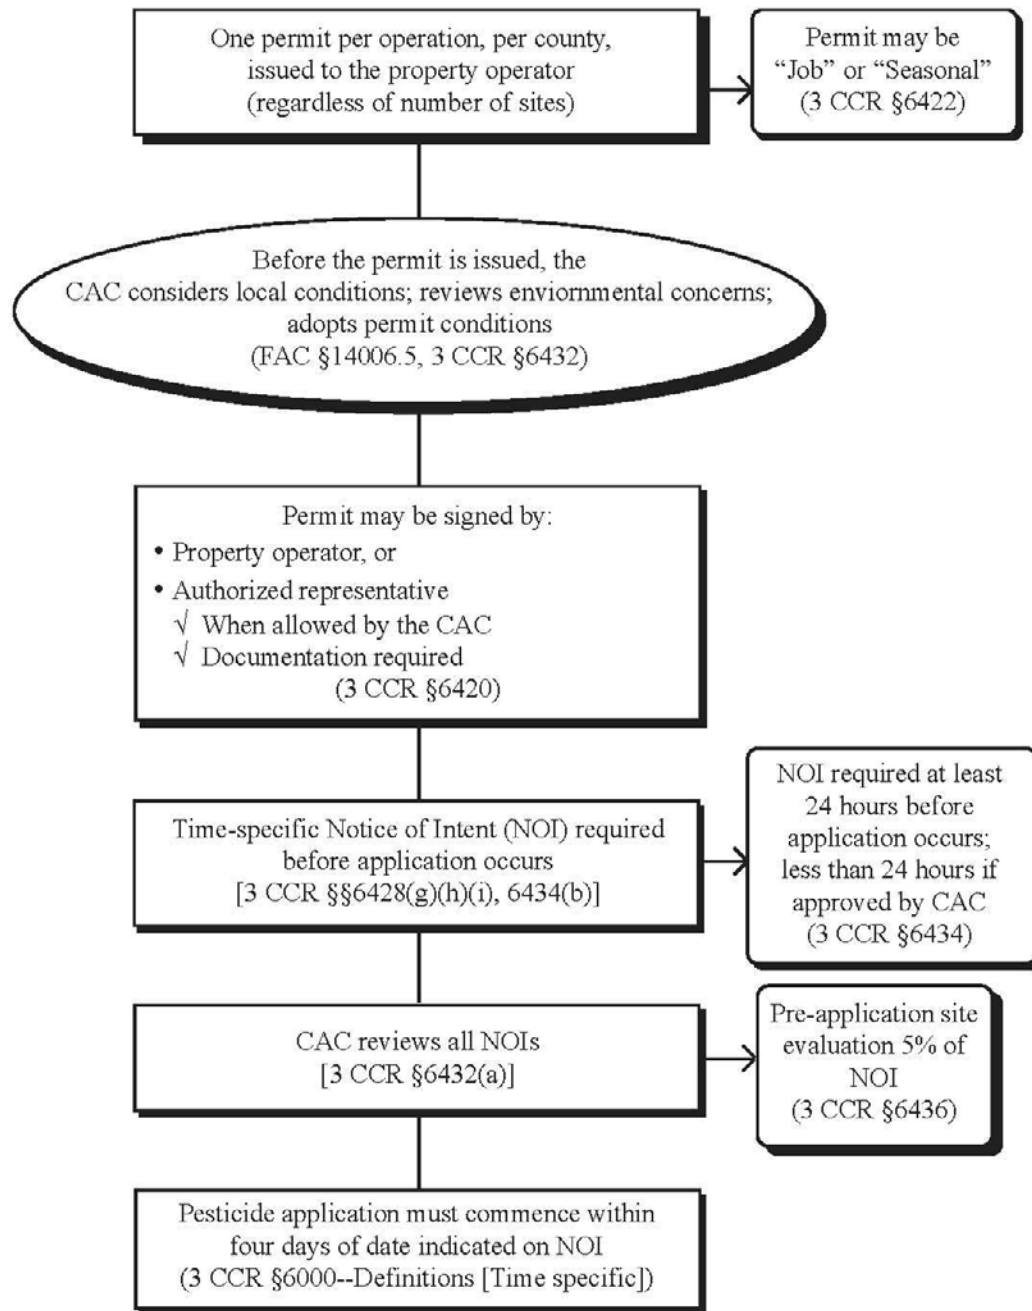 One permit per operation, per county,
issued to the property operator
(regardless of number of sites)
Permit may be
“Job” or “Seasonal”
(3 CCR §6422)
Before the permit is issued, the
CAC considers local conditions; reviews enviornmental concerns;
adopts permit conditions
(FAC §14006.5, 3 CCR §6432)
Permit may be signed by:
• Property operator, or
• Authorized representative
√ When allowed by the CAC
√ Documentation required
(3 CCR §6420)
Time-specific Notice of Intent (NOI) required
before application occurs
[3 CCR §§6428(g)(h)(i), 6434(b)]
NOI required at least
24 hours before
application occurs;
less than 24 hours if
approved by CAC
(3 CCR §6434)
CAC reviews all NOIs
[3 CCR §6432(a)]
Pre-application site
evaluation 5% of
NOI
(3 CCR §6436)
Pesticide application must commence within
four days of date indicated on NOI
(3 CCR §6000--Definitions [Time specific])